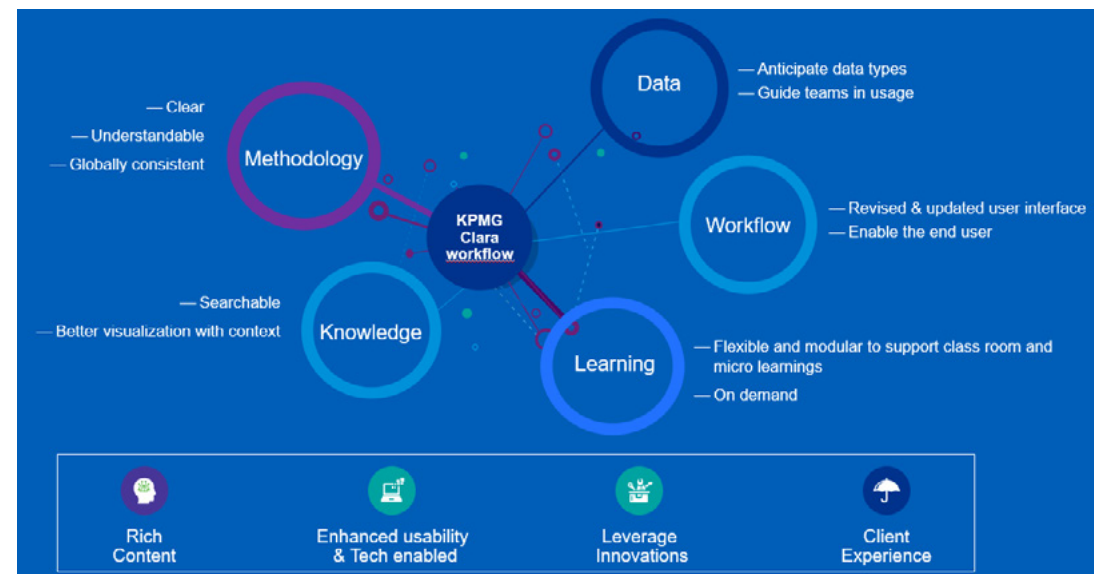 Data
— Anticipate data types
— Guide teams in usage
— Clear
— Understandable
— Globally consistent
Methodology
KPMG
Clara
workflow
Workflow
— Revised & updated user interface
— Enable the end user
— Searchable
— Better visualization with context
Knowledge
Learning
— Flexible and modular to support class room and
micro learnings
— On demand
Rich
Content
Enhanced usability
& Tech enabled
Leverage
Innovations
Client
Experience